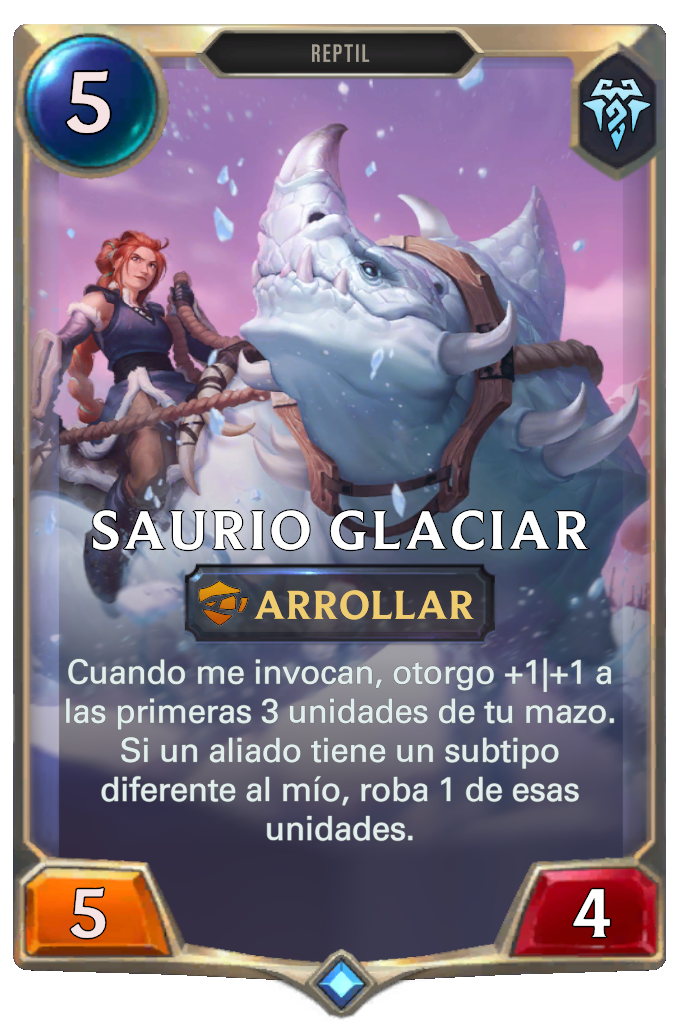 REPTIL
5
SAURIO GLACIAR
ARROLLAR
Cuando me invocan, otorgo +1|+1 a
las primeras 3 unidades de tu mazo.
Si un aliado tiene un subtipo
diferente al mío, roba 1 de esas
unidades.
5
4